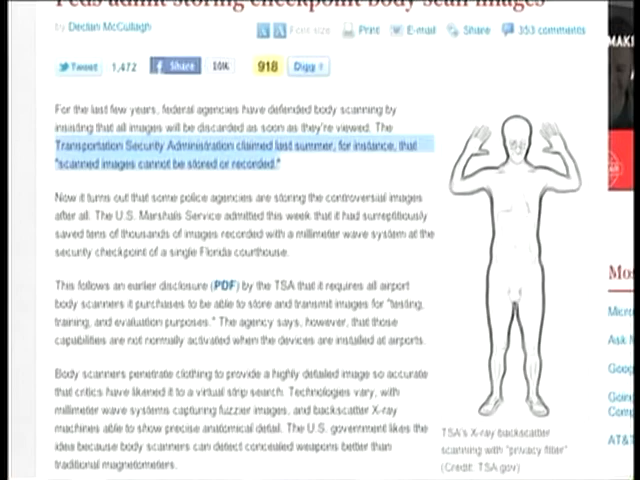 Feds admit storing checkpoint body scan images
by Declan McCullagh
Font size Print E-mail Share 353 comments
Tweet 1,472 Share 101K 918 Digg
For the last few years, federal agencies have defended body scanning by
insisting that all images will be discarded as soon as they're viewed. The
Transportation Security Administration claimed last summer, for instance, that
"scanned images cannot be stored or recorded."
Now it turns out that some police agencies are storing the controversial images
after all. The U.S. Marshals Service admitted this week that it had surreptitiously
saved tens of thousands of images recorded with a millimeter wave system at the
security checkpoint of a single Florida courthouse.
This follows an earlier disclosure (PDF) by the TSA that it requires all airport
body scanners it purchases to be able to store and transmit images for "testing,
training, and evaluation purposes." The agency says, however, that those
capabilities are not normally activated when the devices are installed at airports.
Body scanners penetrate clothing to provide a highly detailed image so accurate
that critics have likened it to a virtual strip search. Technologies vary, with
millimeter wave systems capturing fuzzier images, and backscatter X-ray
machines able to show precise anatomical detail. The U.S. government likes the
idea because body scanners can detect concealed weapons better than
traditional magnetometers.
TSA's X-ray backscatter
scanning with "privacy filter"
(Credit: TSA.gov)
MAKI
Mos
Micro
Ask M
Goog
Going
Comp
AT&T